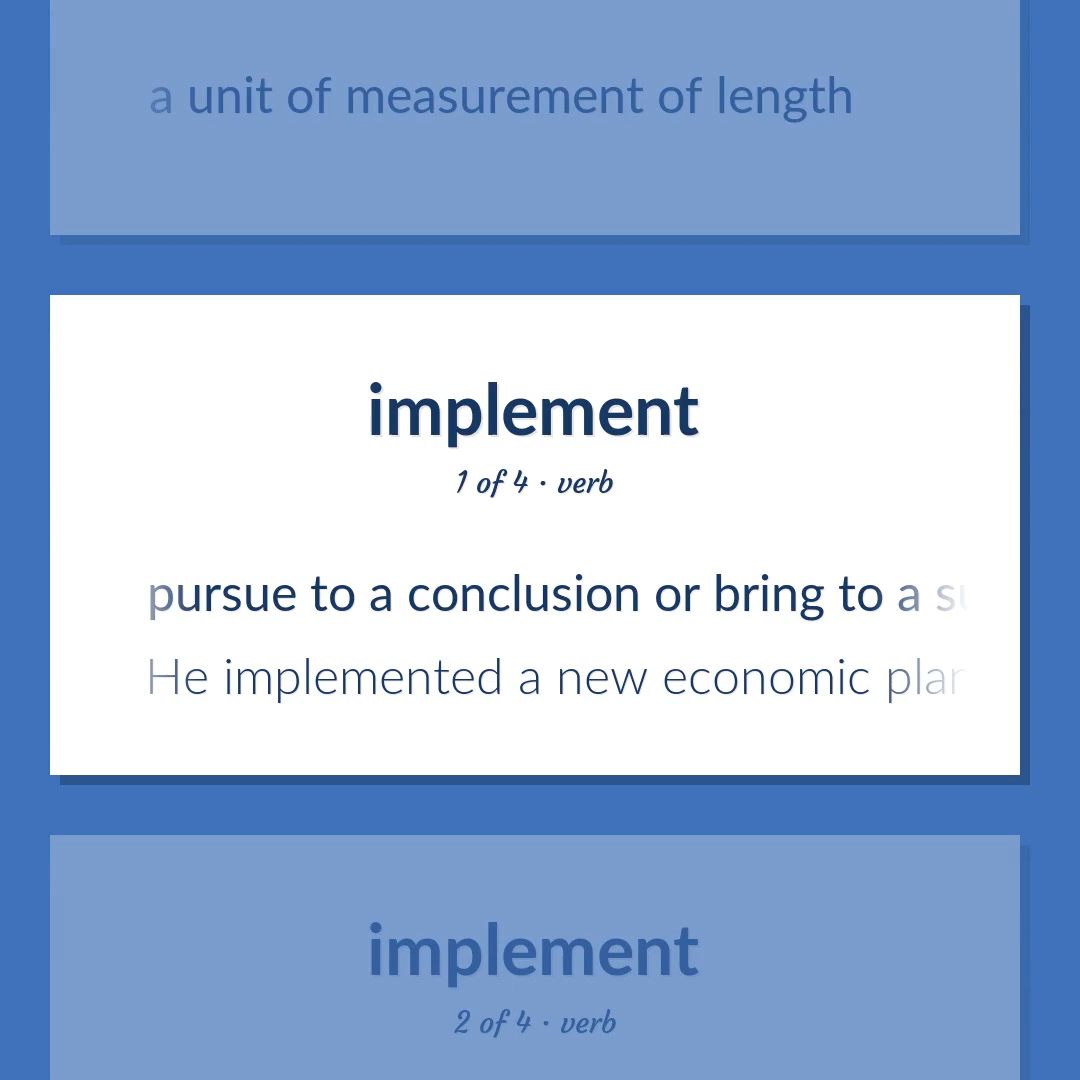 a unit of measurement of length
implement
1 of 4 · verb
pursue to a conclusion or bring to a
He implemented a new economic
implement
2 of 4 · verb